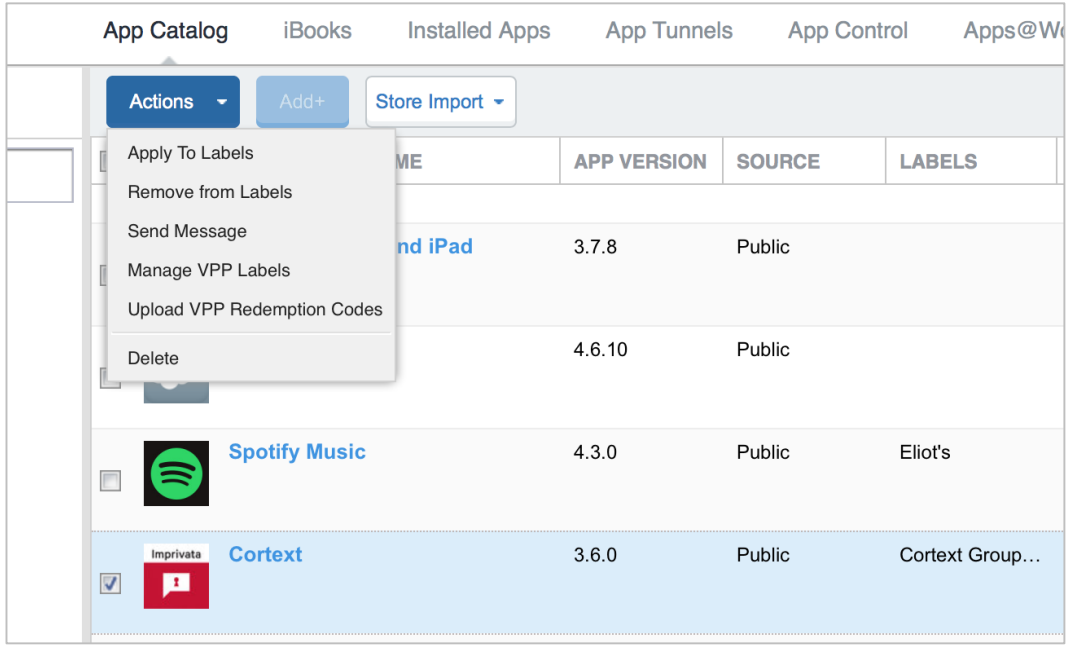 App Catalog iBooks Installed Apps App Tunnels App Control Apps@Wo
Actions Add+ Store Import
Apply To Labels
Remove from Labels
Send Message
Manage VPP Labels
Upload VPP Redemption Codes
Delete
ME APP VERSION SOURCE LABELS
nd iPad 3.7.8 Public
4.6.10 Public
Spotify Music 4.3.0 Public Eliot's
Imprivata
Cortext 3.6.0 Public Cortext Group…